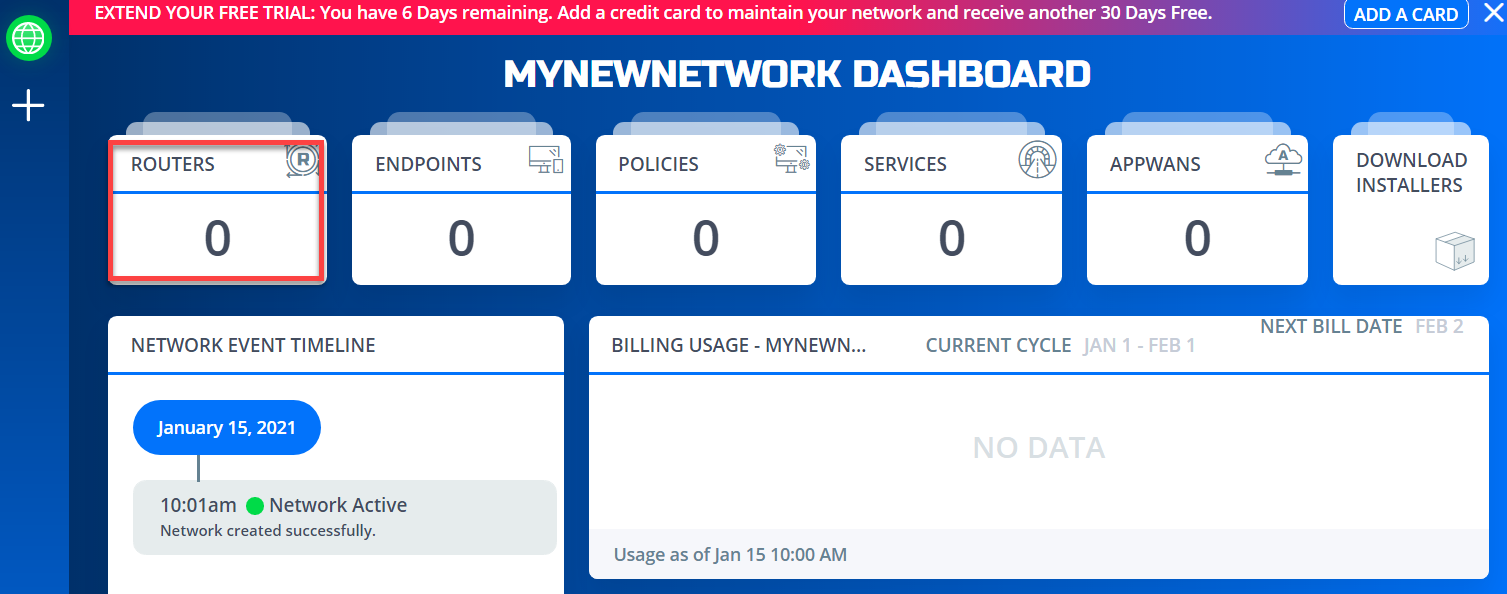 EXTEND YOUR FREE TRIAL: You have 6 Days remaining. Add a credit card to maintain your network and receive another 30 Days Free.
ADD A CARD
MYNEWNETWORK DASHBOARD
ROUTERS
R
0
ENDPOINTS
0
POLICIES
0
SERVICES
0
APPWANS
A
0
DOWNLOAD
INSTALLERS
NETWORK EVENT TIMELINE
January 15, 2021
10:01am Network Active
Network created successfully.
BILLING USAGE - MYNEWN...
CURRENT CYCLE JAN 1 - FEB 1
NEXT BILL DATE FEB 2
NO DATA
Usage as of Jan 15 10:00 AM